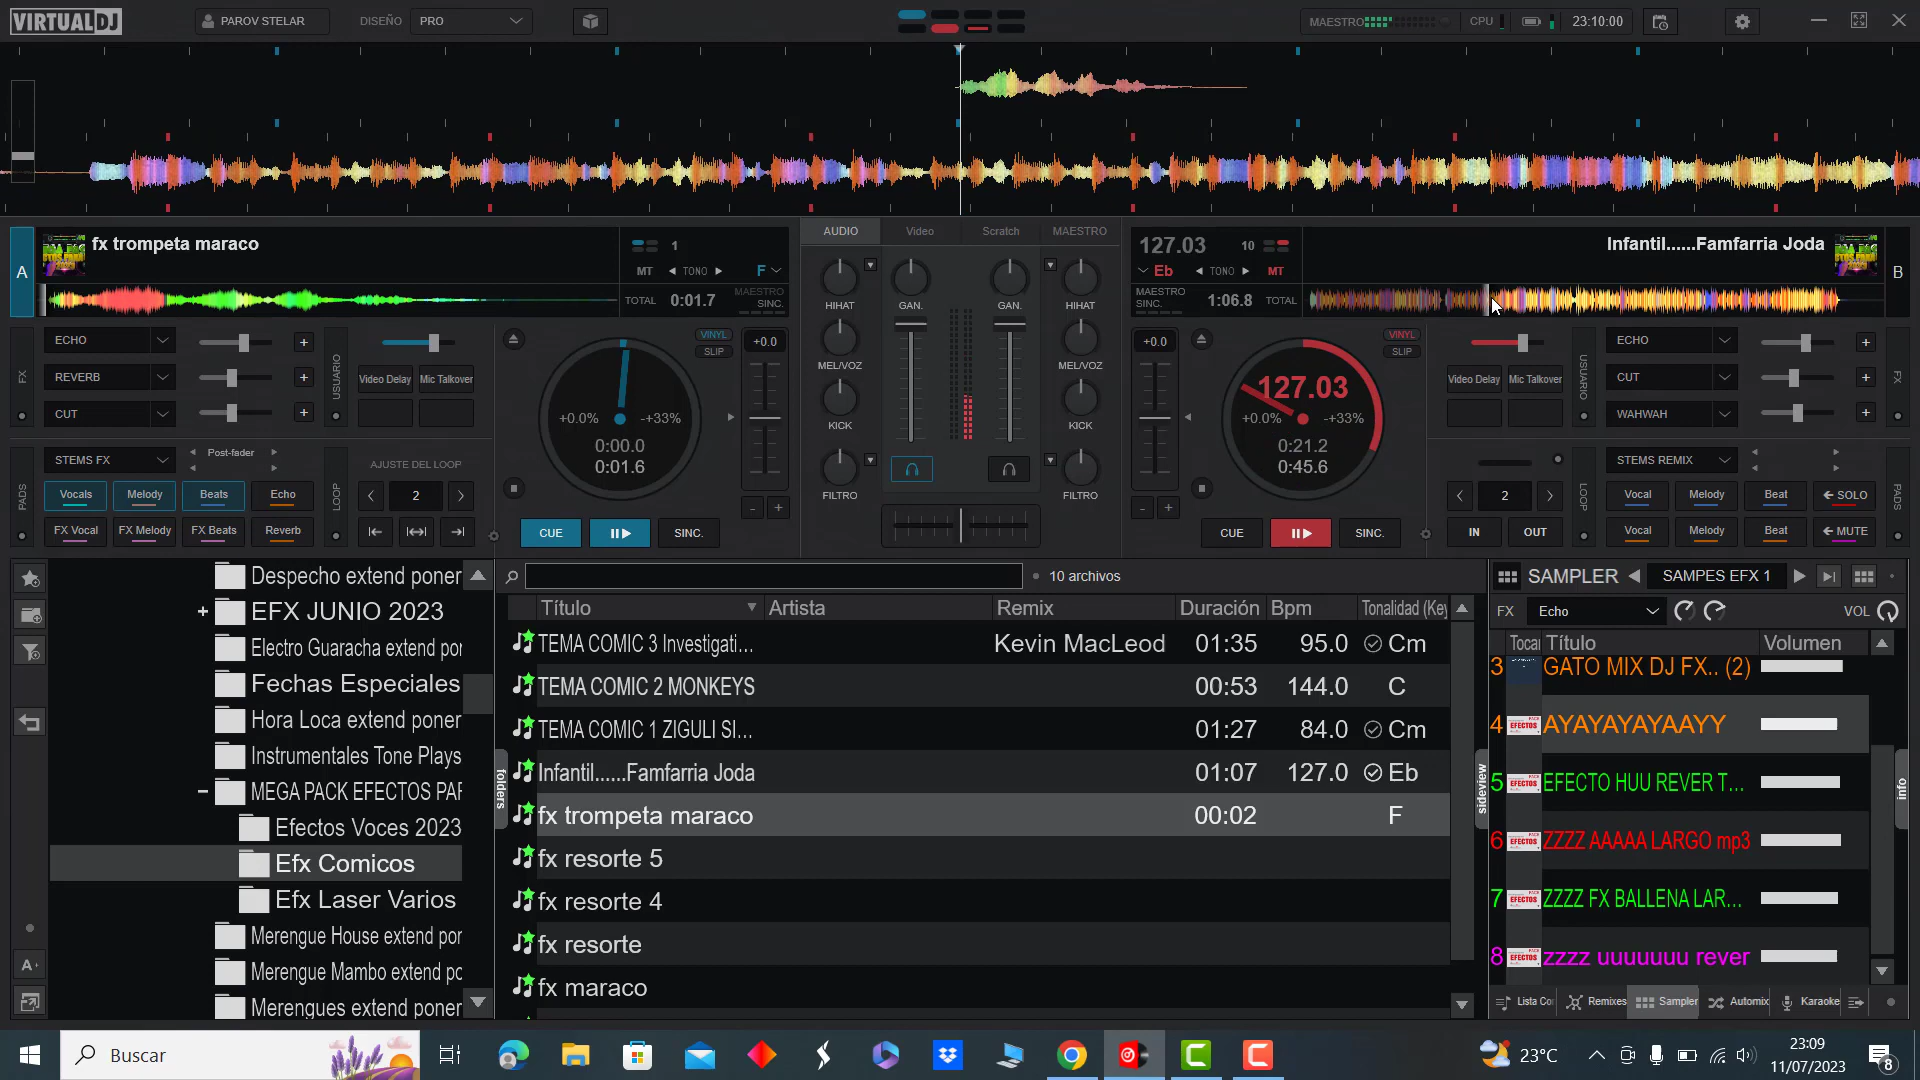 VIRTUALDJ
PAROV STELAR
DISEÑO
PRO
MAESTRO
CPU
23:10:00
A
fx trompeta maraco
1
MT
TONO
F
TOTAL
0:01.7
MAESTRO
SINC.
AUDIO
Video
Scratch
MAESTRO
127.03
10
Eb
TONO
MT
MAESTRO
SINC.
1:06.8
TOTAL
Infantil......Famfarria Joda
B
HIHAT
GAN.
GAN.
HIHAT
MEL/VOZ
MEL/VOZ
KICK
KICK
FILTRO
FILTRO
FX
ECHO
REVERB
CUT
USUARIO
Video Delay
Mic Talkover
VINYL
SLIP
+0.0
+0.0%
-+33%
0:00.0
0:01.6
+0.0
VINYL
SLIP
127.03
+0.0%
-+33%
0:21.2
0:45.6
Video Delay
Mic Talkover
USUARIO
ECHO
CUT
WAHWAH
FX
PADS
STEMS FX
Post-fader
Vocals
Melody
Beats
Echo
FX Vocal
FX Melody
FX Beats
Reverb
LOOP
AJUSTE DEL LOOP
2
CUE
SINC.
CUE
SINC.
2
IN
OUT
LOOP
STEMS REMIX
Vocal
Melody
Beat
SOLO
Vocal
Melody
Beat
MUTE
PADS
Despecho extend poner
EFX JUNIO 2023
Electro Guaracha extend por
Fechas Especiales
Hora Loca extend poner
Instrumentales Tone Plays
MEGA PACK EFECTOS PAR
Efectos Voces 2023
Efx Comicos
Efx Laser Varios
Merengue House extend por
Merengue Mambo extend po
Merengues extend poner
folders
10 archivos
Título
Artista
Remix
Duración
Bpm
Tonalidad (Key
TEMA COMIC 3 Investigati...
Kevin MacLeod
01:35
95.0
Cm
TEMA COMIC 2 MONKEYS
00:53
144.0
C
TEMA COMIC 1 ZIGULI SI...
01:27
84.0
Cm
Infantil......Famfarria Joda
01:07
127.0
Eb
fx trompeta maraco
00:02
F
fx resorte 5
fx resorte 4
fx resorte
fx maraco
sideview
SAMPLER
SAMPES EFX 1
FX
Echo
VOL
Tocar
Título
Volumen
3
GATO MIX DJ FX.. (2)
4
EFECTOS
AYAYAYAYAAYY
5
EFECTOS
EFECTO HUU REVER T...
6
EFECTOS
ZZZZ AAAAA LARGO mp3
7
EFECTOS
ZZZZ FX BALLENA LAR...
8
EFECTOS
zzzz uuuuuuu rever
info
Lista Co
Remixes
Sampler
Automix
Karaoke
Buscar
23°C
23:09
11/07/2023
8